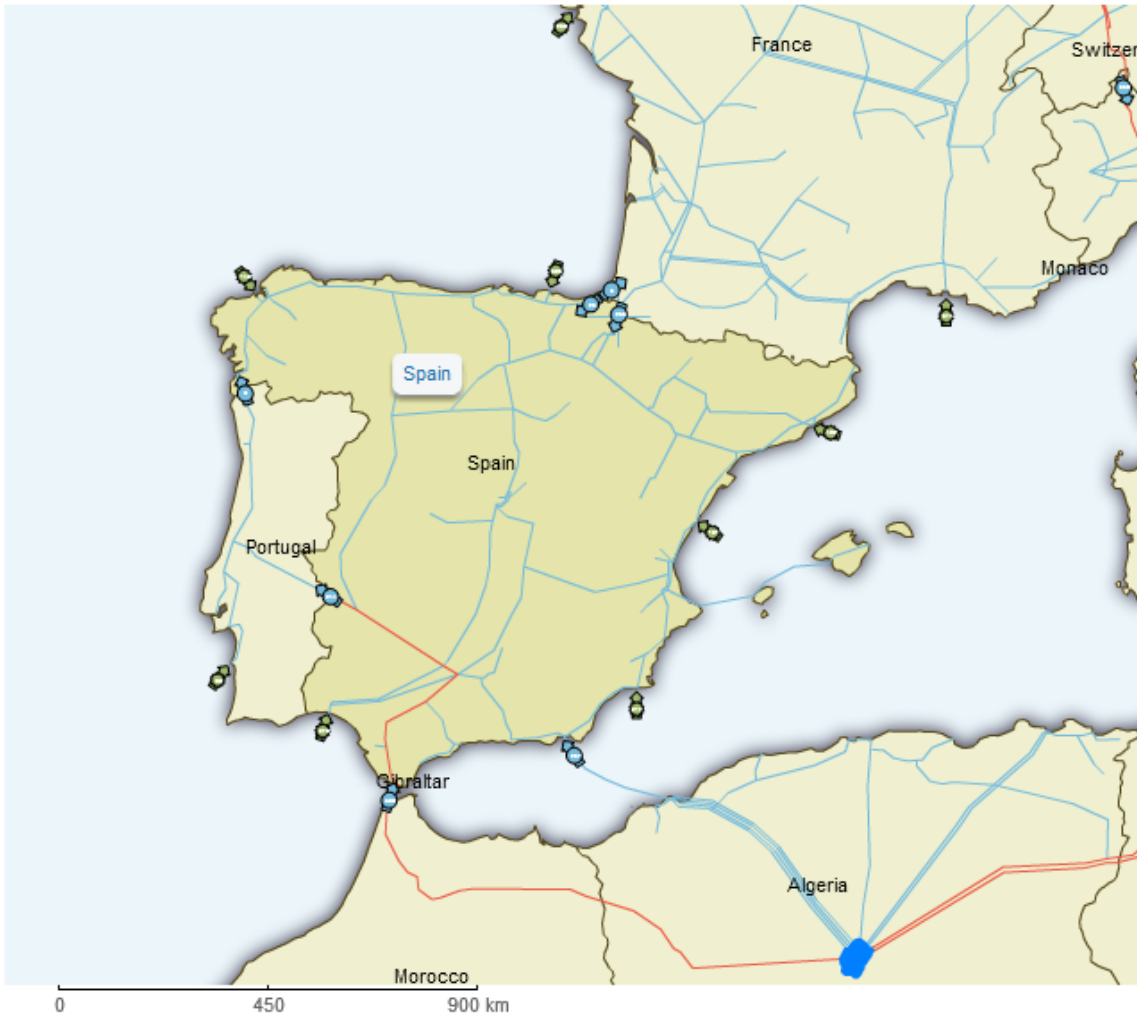 France
Switzer
Monaco
Spain
Spain
Portugal
Gibraltar
Algeria
Morocco
0 450 900 km